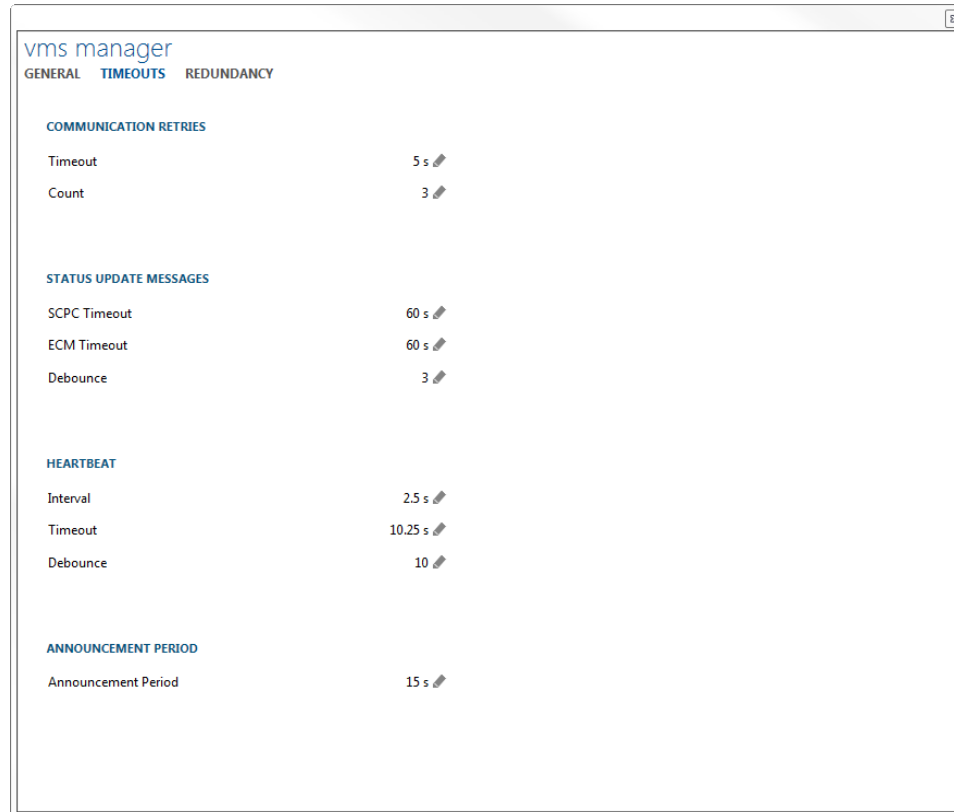 vms manager
GENERAL TIMEOUTS REDUNDANCY
COMMUNICATION RETRIES
Timeout 5 s
Count 3
STATUS UPDATE MESSAGES
SCPC Timeout 60 s
ECM Timeout 60 s
Debounce 3
HEARTBEAT
Interval 2.5 s
Timeout 10.25 s
Debounce 10
ANNOUNCEMENT PERIOD
Announcement Period 15 s